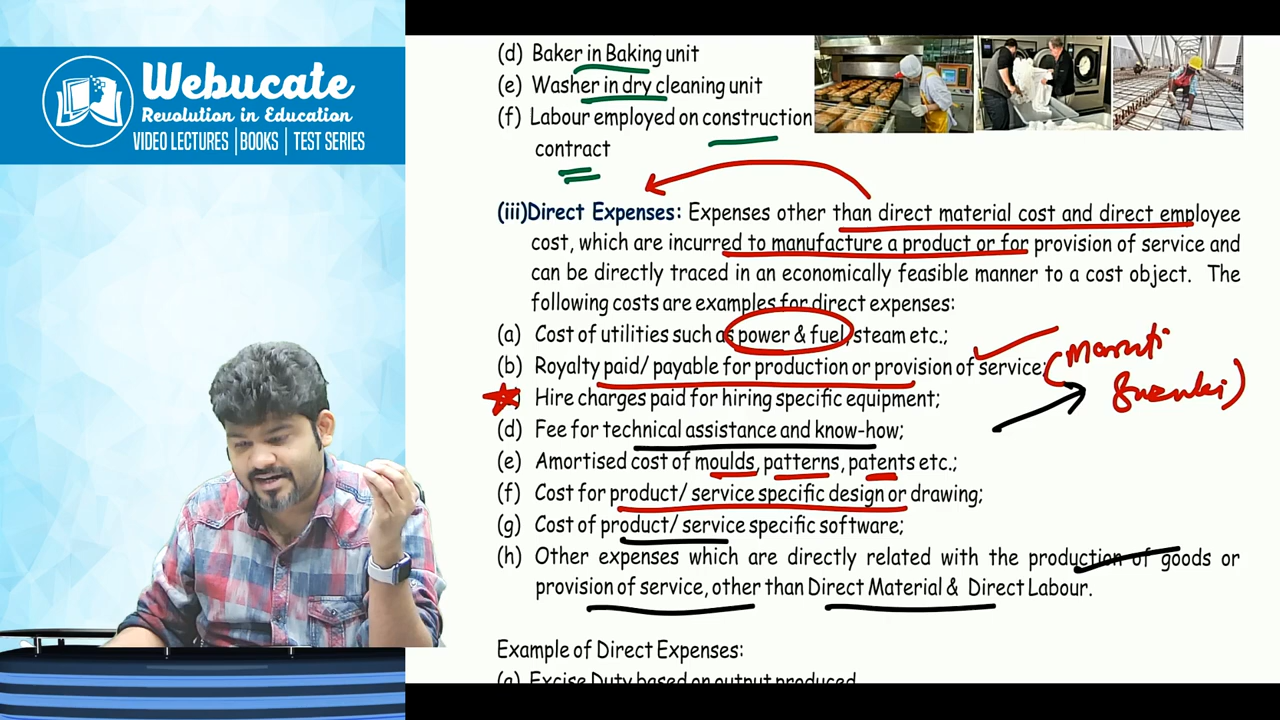 Webucate
Revolution in Education
VIDEO LECTURES | BOOKS | TEST SERIES
(d) Baker in Baking unit
(e) Washer in dry cleaning unit
(f) Labour employed on construction
contract
(iii)Direct Expenses: Expenses other than direct material cost and direct employee
cost, which are incurred to manufacture a product or for provision of service and
can be directly traced in an economically feasible manner to a cost object. The
following costs are examples for direct expenses:
(a) Cost of utilities such as power & fuel, steam etc.;
(b) Royalty paid/ payable for production or provision of service;
(Maruti
Suzuki)
Hire charges paid for hiring specific equipment;
(d) Fee for technical assistance and know-how;
(e) Amortised cost of moulds, patterns, patents etc.;
(f) Cost for product/ service specific design or drawing;
(g) Cost of product/ service specific software;
(h) Other expenses which are directly related with the production of goods or
provision of service, other than Direct Material & Direct Labour.
Example of Direct Expenses:
(a) Excise Duty based on output produced